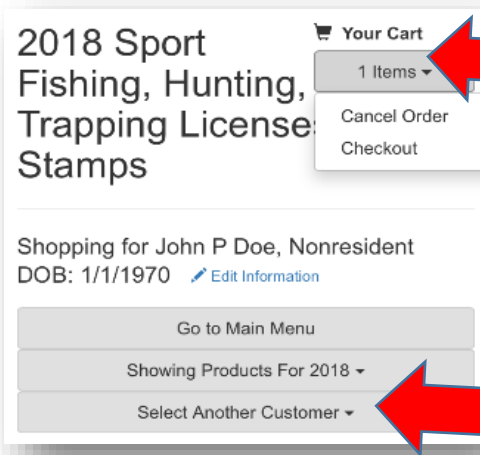 2018 Sport
Fishing, Hunting,
Trapping License
Stamps
Your Cart
1 Items
Cancel Order
Checkout
Shopping for John P Doe, Nonresident
DOB: 1/1/1970 Edit Information
Go to Main Menu
Showing Products For 2018
Select Another Customer